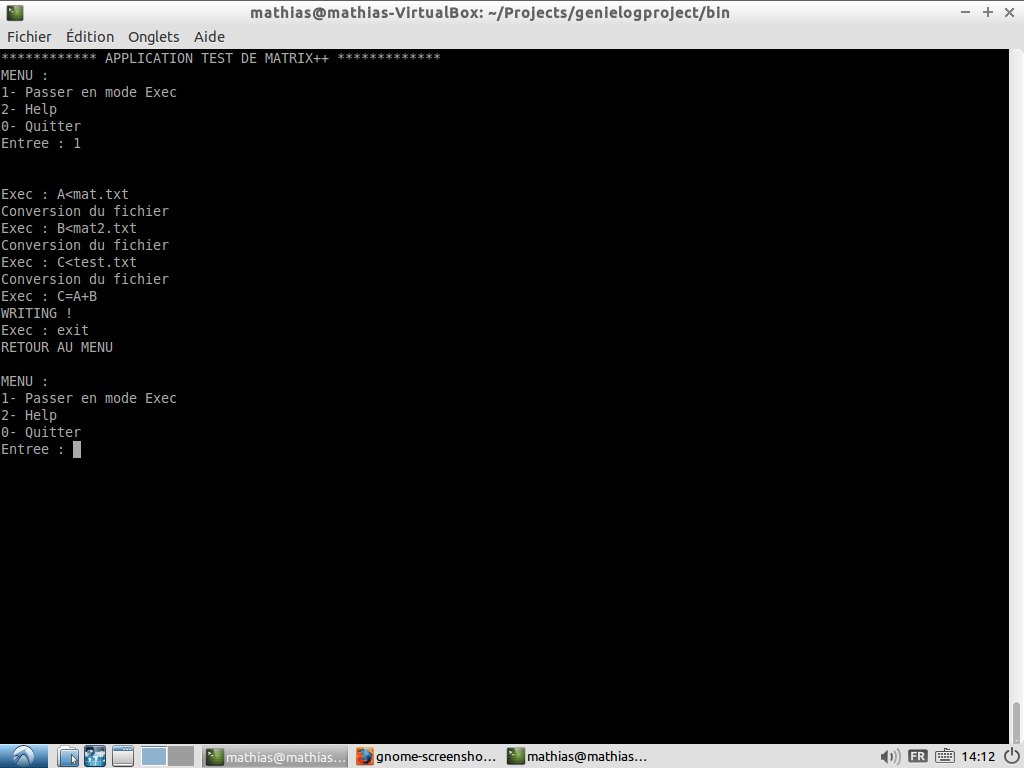 mathias@mathias-VirtualBox: ~/Projects/genielogproject/bin
Fichier Édition Onglets Aide
************ APPLICATION TEST DE MATRIX++ *************
MENU :
1- Passer en mode Exec
2- Help
0- Quitter
Entree : 1
Exec : A<mat.txt
Conversion du fichier
Exec : B<mat2.txt
Conversion du fichier
Exec : C<test.txt
Conversion du fichier
Exec : C=A+B
WRITING !
Exec : exit
RETOUR AU MENU
MENU :
1- Passer en mode Exec
2- Help
0- Quitter
Entree :
mathias@mathias... gnome-screensho... mathias@mathias... FR 14:12